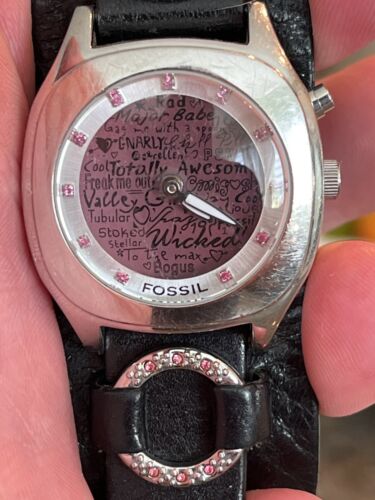 Rad
Major Babe
Gag me with a spoon
GNARLY
Excellent
Cool Totally Awesome
Freak me out
Valley G
Tubular
Stoked Wicked
Stellar
To the max
Bogus
FOSSIL